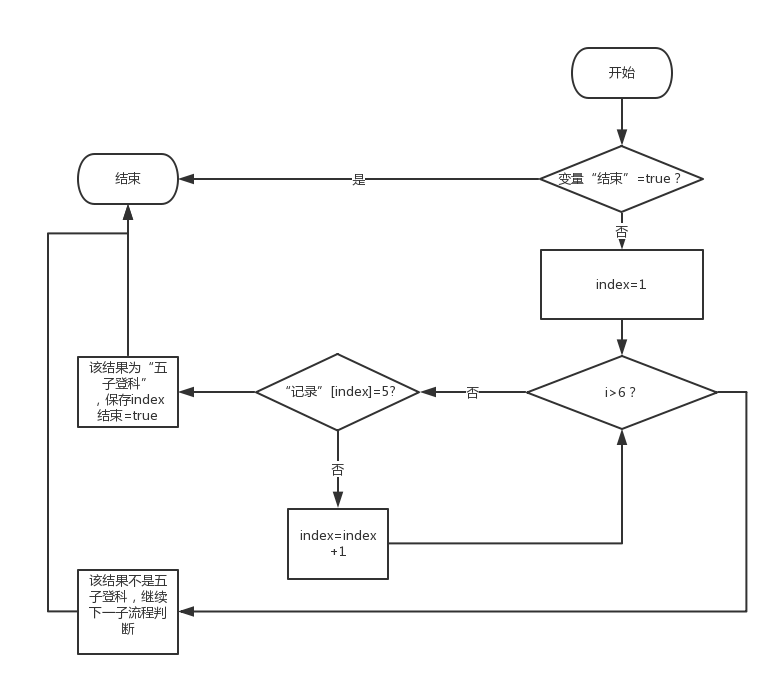 开始
结束
是
变量“结束”=true？
否
index=1
该结果为“五
子登科”
，保存index
结束=true
“记录”[index]=5?
否
i>6？
否
index=index
+1
该结果不是五
子登科，继续
下一子流程判
断